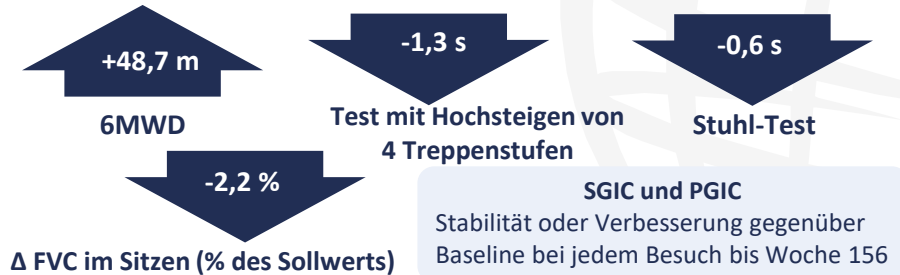 +48,7 m
6MWD
-1,3 s
Test mit Hochsteigen von
4 Treppenstufen
-0,6 s
Stuhl-Test
-2,2 %
Δ FVC im Sitzen (% des Sollwerts)
SGIC und PGIC
Stabilität oder Verbesserung gegenüber
Baseline bei jedem Besuch bis Woche 156